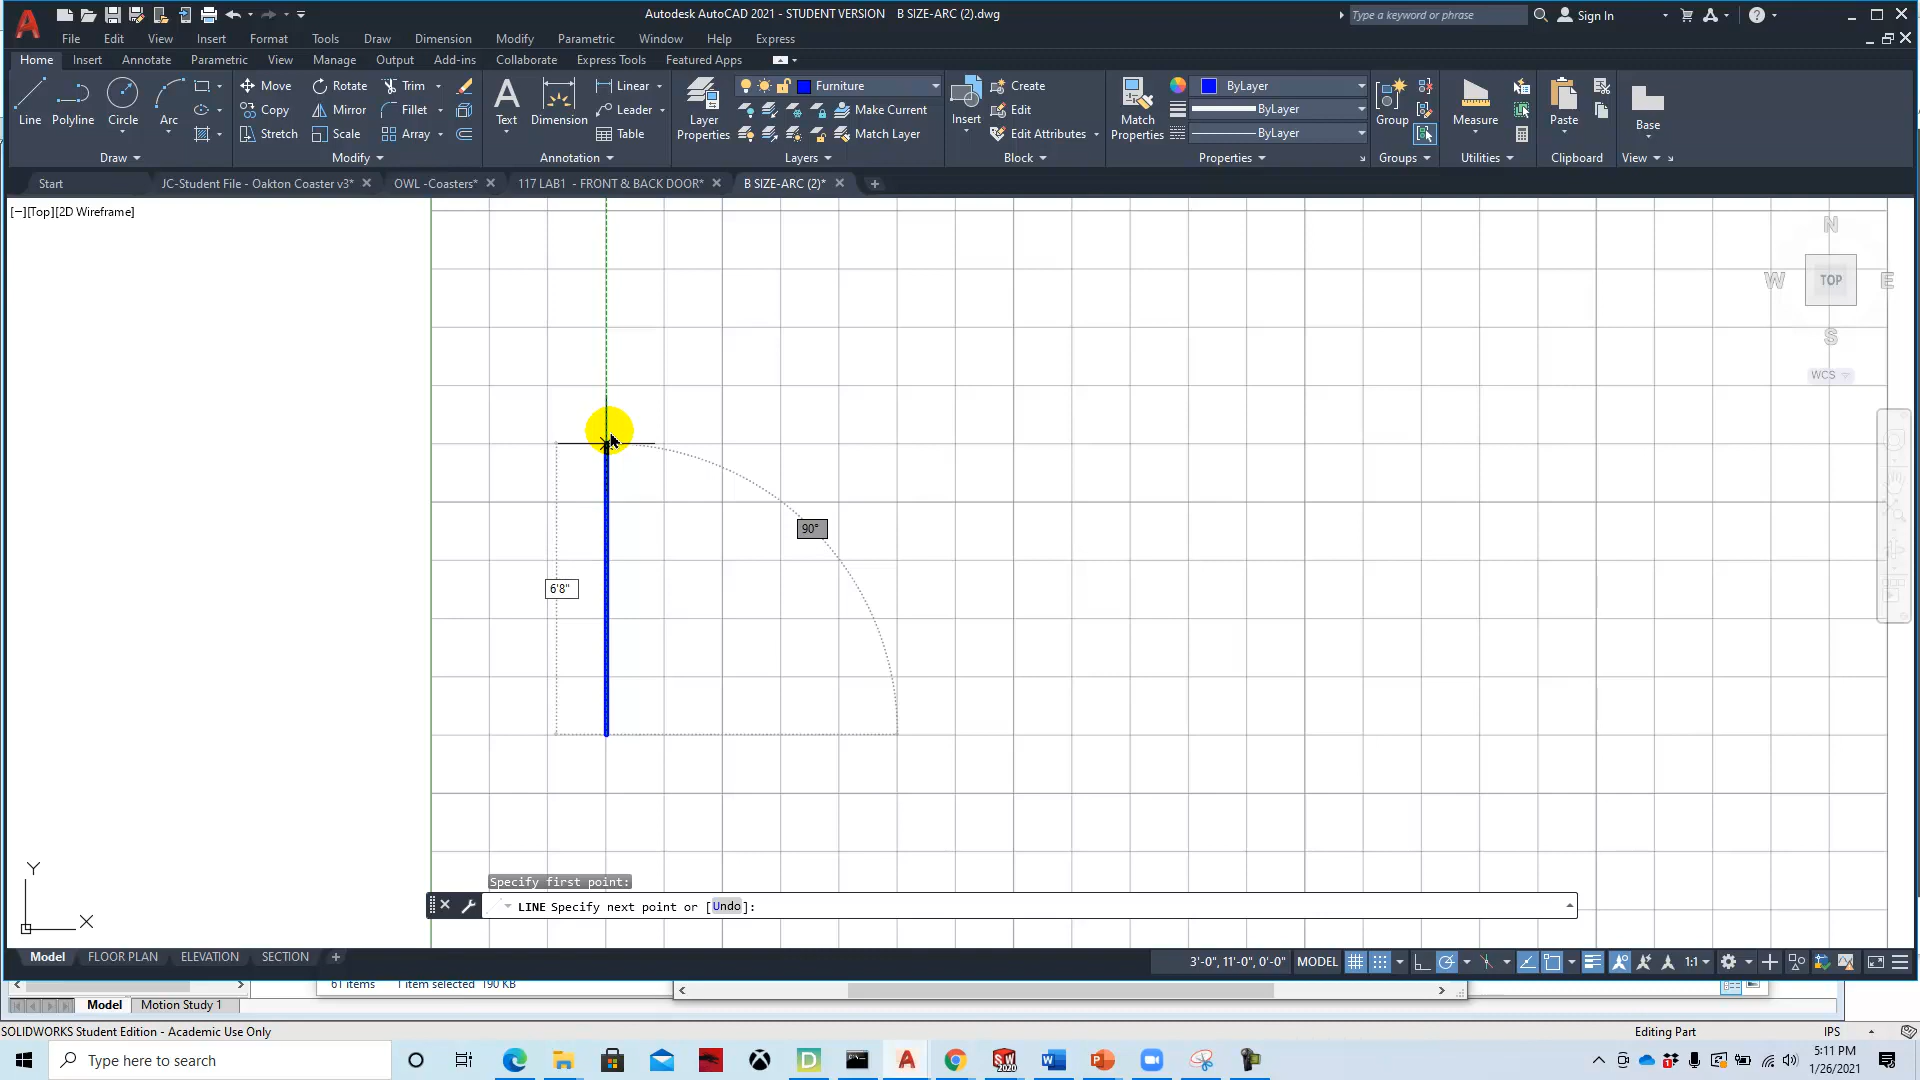 Autodesk AutoCAD 2021 - STUDENT VERSION B SIZE-ARC (2).dwg
Type a keyword or phrase
Sign In
File Edit View Insert Format Tools Draw Dimension Modify Parametric Window Help Express
Home Insert Annotate Parametric View Manage Output Add-ins Collaborate Express Tools Featured Apps
Line Polyline Circle Arc
Draw
Move Rotate Trim
Copy Mirror Fillet
Stretch Scale Array
Modify
Text Dimension
Linear
Leader
Table
Annotation
Layer Properties
Furniture
Make Current
Match Layer
Layers
Insert
Create
Edit
Edit Attributes
Block
Match Properties
ByLayer
ByLayer
ByLayer
Properties
Group
Groups
Measure
Utilities
Paste
Clipboard
Base
View
Start JC-Student File - Oakton Coaster v3* OWL -Coasters* 117 LAB1 - FRONT & BACK DOOR* B SIZE-ARC (2)*
[−][Top][2D Wireframe]
N
W TOP E
S
WCS
90°
6'8"
Y
X
Specify first point:
LINE Specify next point or [Undo]:
Model FLOOR PLAN ELEVATION SECTION
3'-0", 11'-0", 0'-0" MODEL 1:1
61 items 1 item selected 190 KB
Model Motion Study 1
SOLIDWORKS Student Edition - Academic Use Only
Editing Part IPS
Type here to search
5:11 PM
1/26/2021